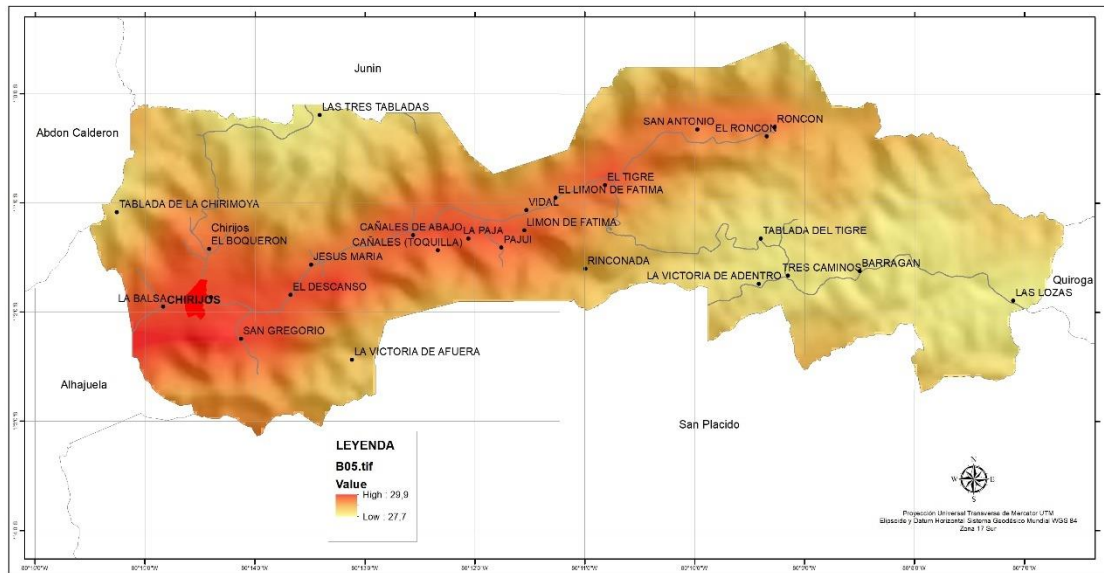 Junin
LAS TRES TABLADAS
Abdon Calderon
SAN ANTONIO
RONCON
EL RONCON
EL TIGRE
EL LIMON DE FATIMA
TABLADA DE LA CHIRIMOYA
VIDAL
Chirijos
EL BOQUERON
CAÑALES DE ABAJO
LA PAJA
LIMON DE FATIMA
CAÑALES (TOQUILLA)
PAJUI
TABLADA DEL TIGRE
JESUS MARIA
RINCONADA
LA VICTORIA DE ADENTRO
TRES CAMINOS
BARRAGAN
Quiroga
EL DESCANSO
LA BALSA
CHIRIJOS
LAS LOZAS
SAN GREGORIO
LA VICTORIA DE AFUERA
Alhajuela
San Placido
LEYENDA
B05.tif
Value
High : 29,9
Low : 27,7
N
W
E
S
Proyección Universal Transversa de Mercator UTM
Elipsoide y Datum Horizontal Sistema Geodésico Mundial WGS 84
Zona 17 Sur